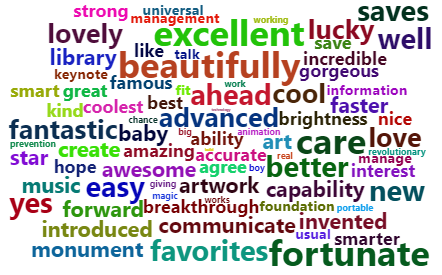 strong universal working saves
management
lovely excellent lucky well
library like talk save incredible
beautifully gorgeous
keynote famous
smart great fit work ahead cool information
kind coolest best faster
chance advanced brightness nice
fantastic baby big ability animation art care love
prevention revolutionary
star create amazing accurate real better manage
hope awesome agree boy interest
music easy giving artwork capability new
magic
yes forward breakthrough works foundation portable
introduced communicate invented
usual smarter
monument favorites fortunate